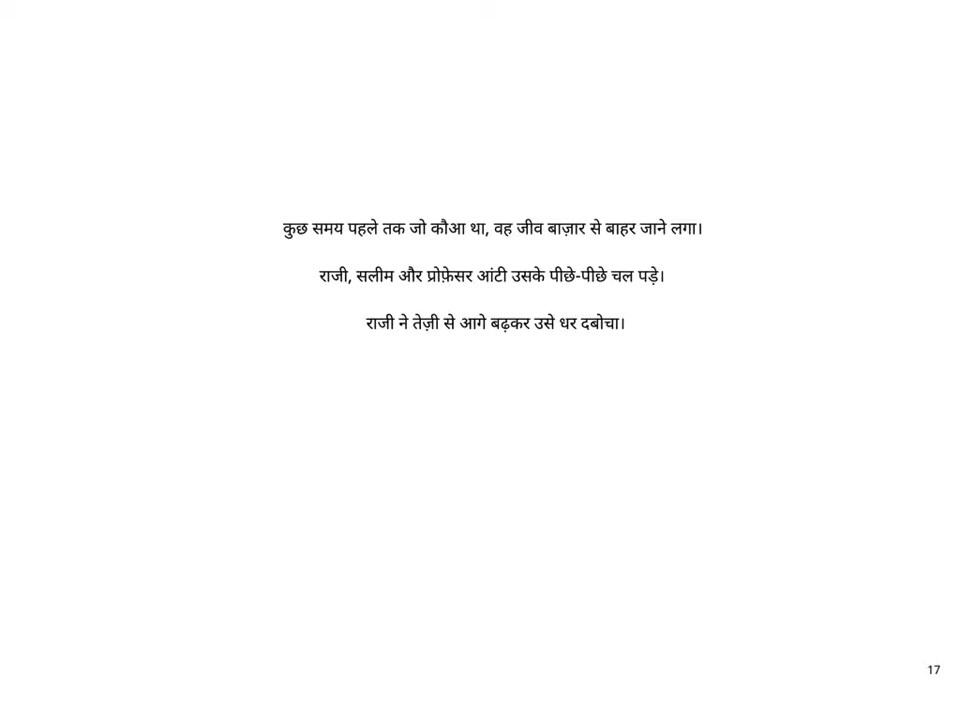 कुछ समय पहले तक जो कौआ था, वह जीव बाज़ार से बाहर जाने लगा।
राजी, सलीम और प्रोफ़ेसर आंटी उसके पीछे-पीछे चल पड़े।
राजी ने तेज़ी से आगे बढ़कर उसे धर दबोचा।
17